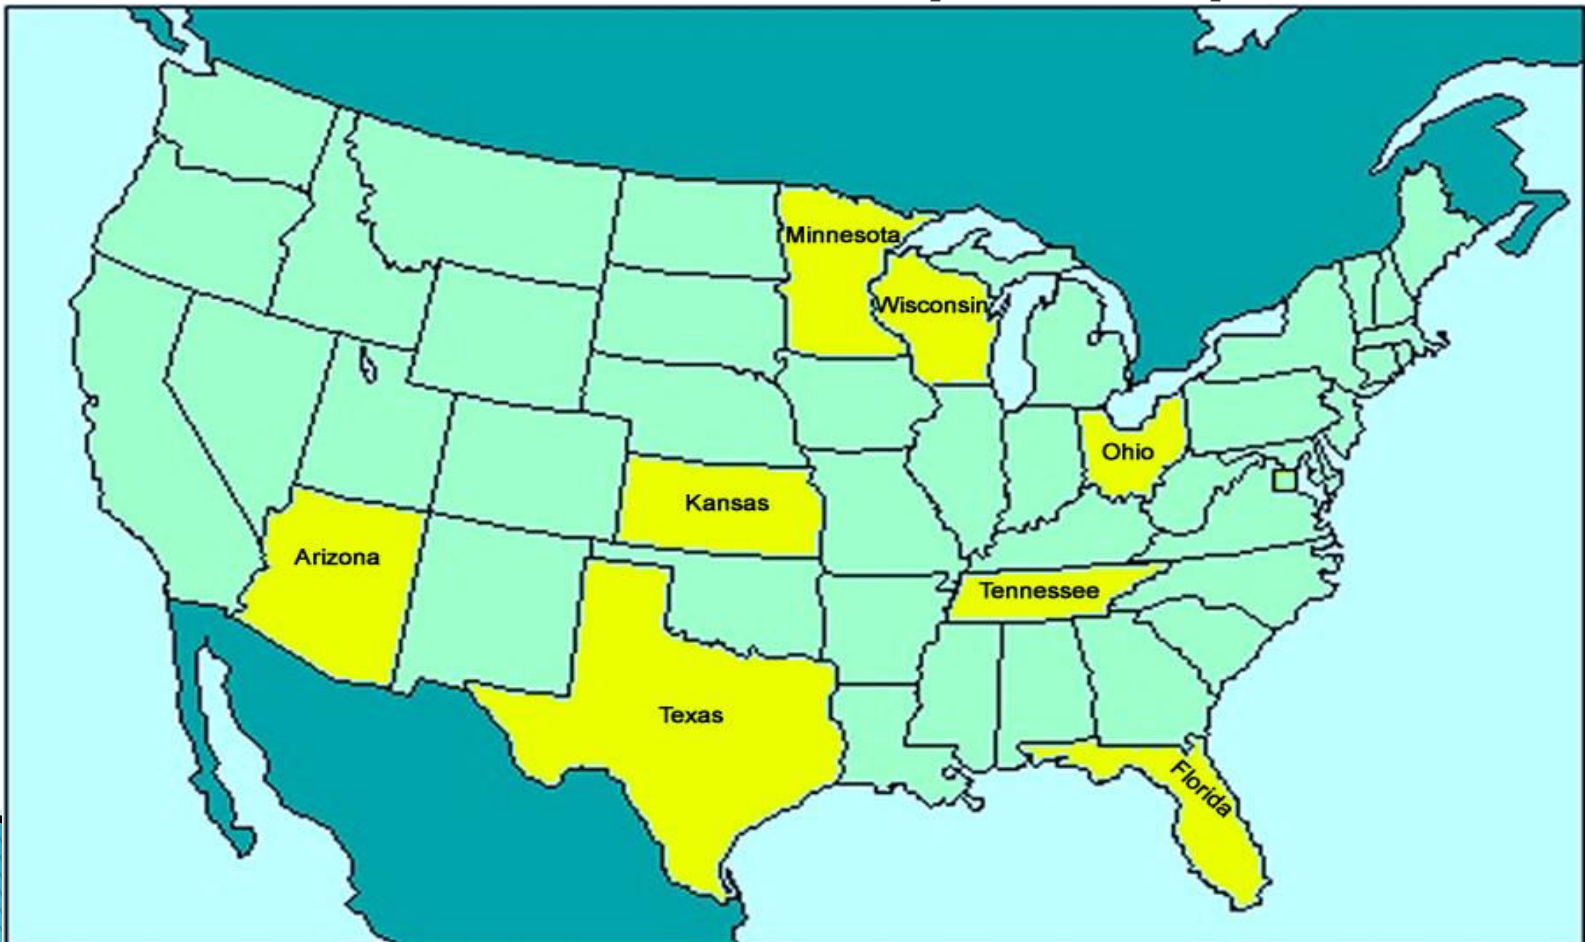 Minnesota
Wisconsin
Ohio
Kansas
Arizona
Tennessee
Texas
Florida